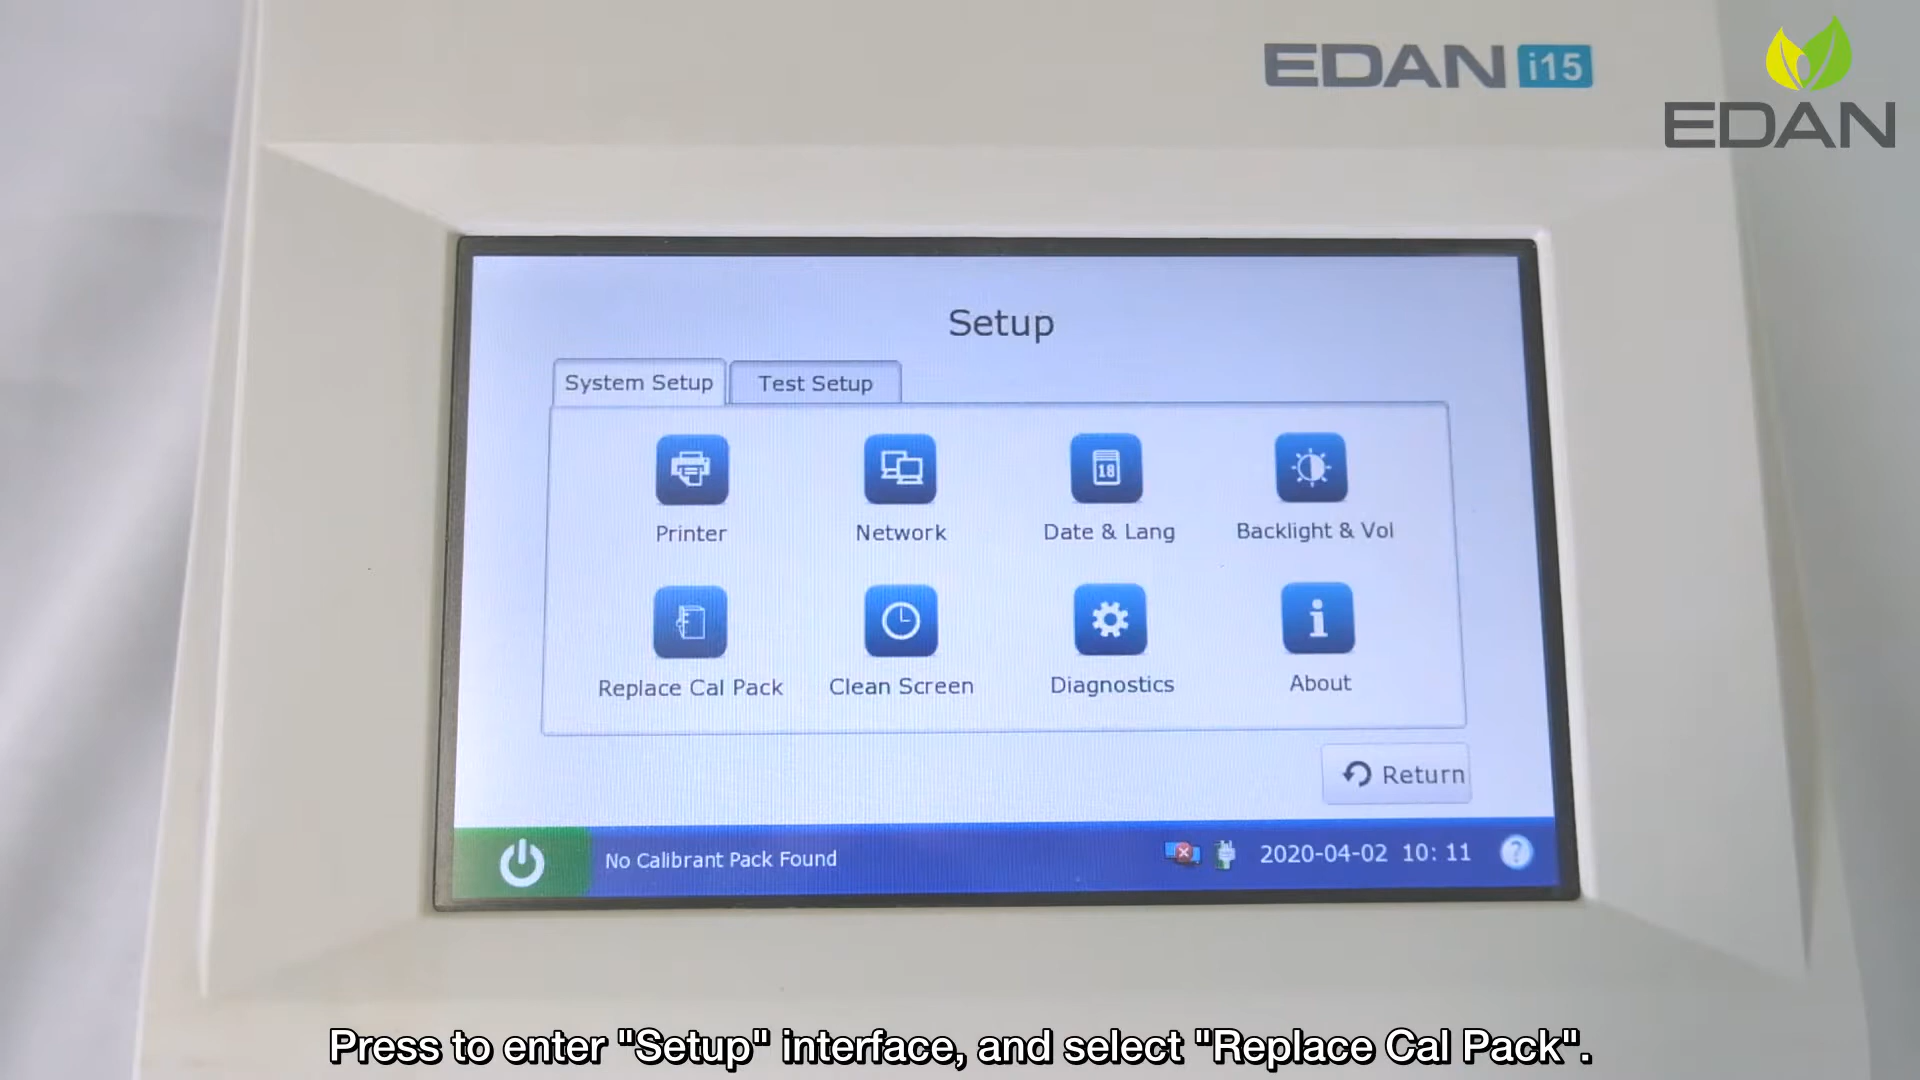 EDAN i15
EDAN
Setup
System Setup
Test Setup
18
Printer
Network
Date & Lang
Backlight & Vol
Replace Cal Pack
Clean Screen
Diagnostics
About
Return
No Calibrant Pack Found
2020-04-02 10: 11
?
Press to enter "Setup" interface, and select "Replace Cal Pack".